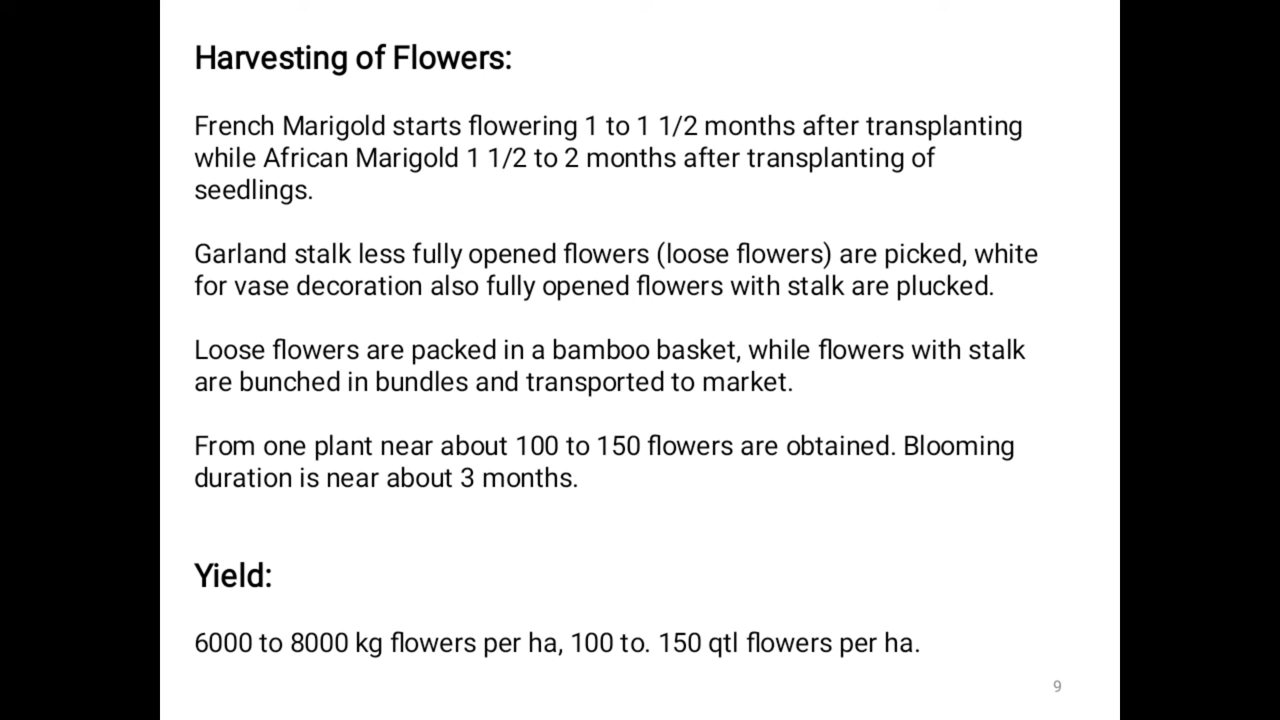 Harvesting of Flowers:
French Marigold starts flowering 1 to 1 1/2 months after transplanting
while African Marigold 1 1/2 to 2 months after transplanting of
seedlings.
Garland stalk less fully opened flowers (loose flowers) are picked, white
for vase decoration also fully opened flowers with stalk are plucked.
Loose flowers are packed in a bamboo basket, while flowers with stalk
are bunched in bundles and transported to market.
From one plant near about 100 to 150 flowers are obtained. Blooming
duration is near about 3 months.
Yield:
6000 to 8000 kg flowers per ha, 100 to. 150 qtl flowers per ha.
9